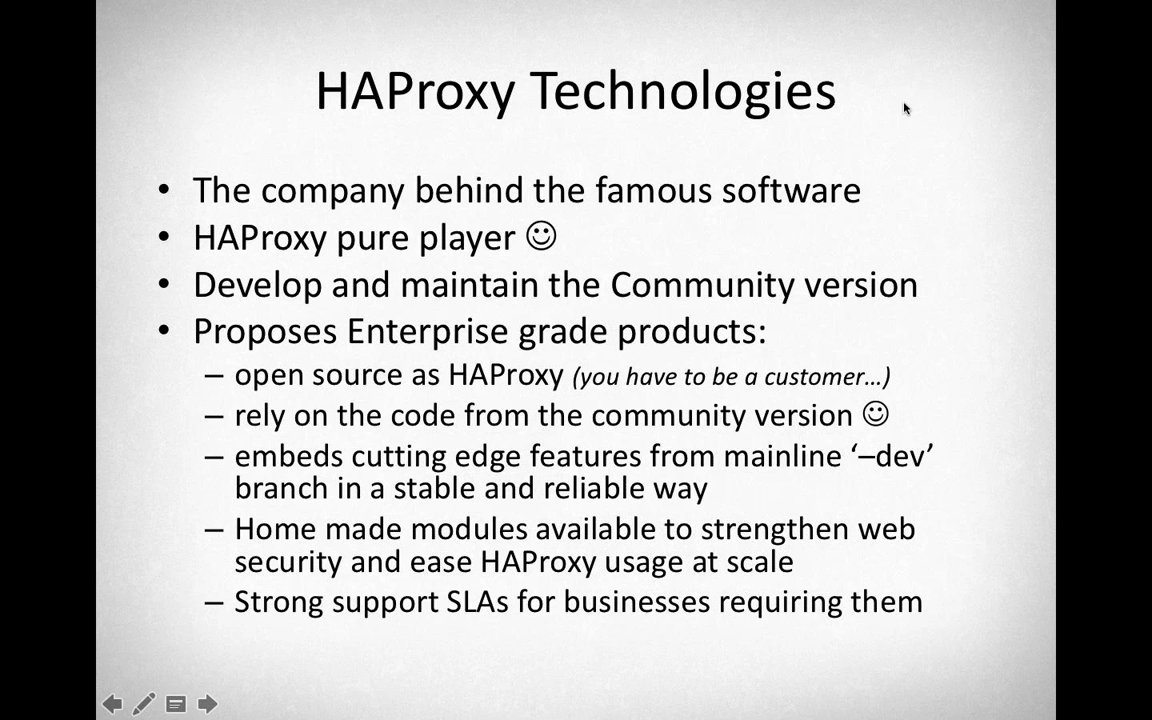 HAProxy Technologies
• The company behind the famous software
• HAProxy pure player ☺
• Develop and maintain the Community version
• Proposes Enterprise grade products:
– open source as HAProxy (you have to be a customer…)
– rely on the code from the community version ☺
– embeds cutting edge features from mainline ‘–dev’
branch in a stable and reliable way
– Home made modules available to strengthen web
security and ease HAProxy usage at scale
– Strong support SLAs for businesses requiring them